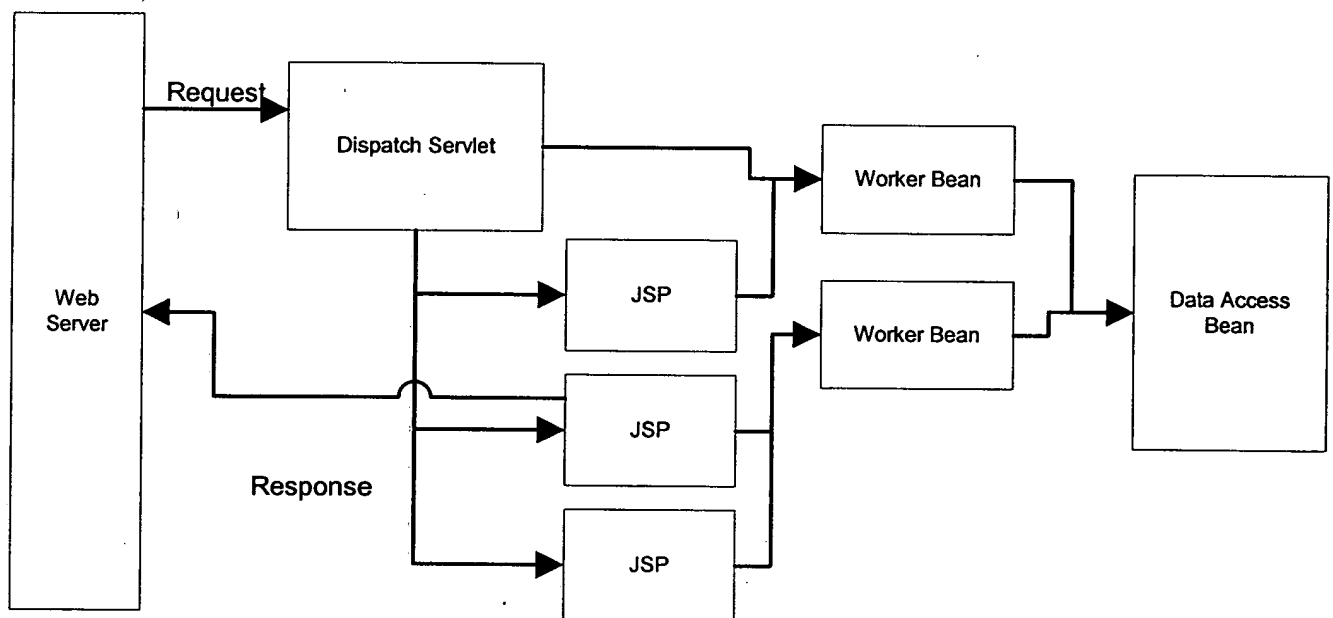 Request
Dispatch Servlet
Worker Bean
JSP
Web
Server
Worker Bean
Data Access
Bean
JSP
Response
JSP